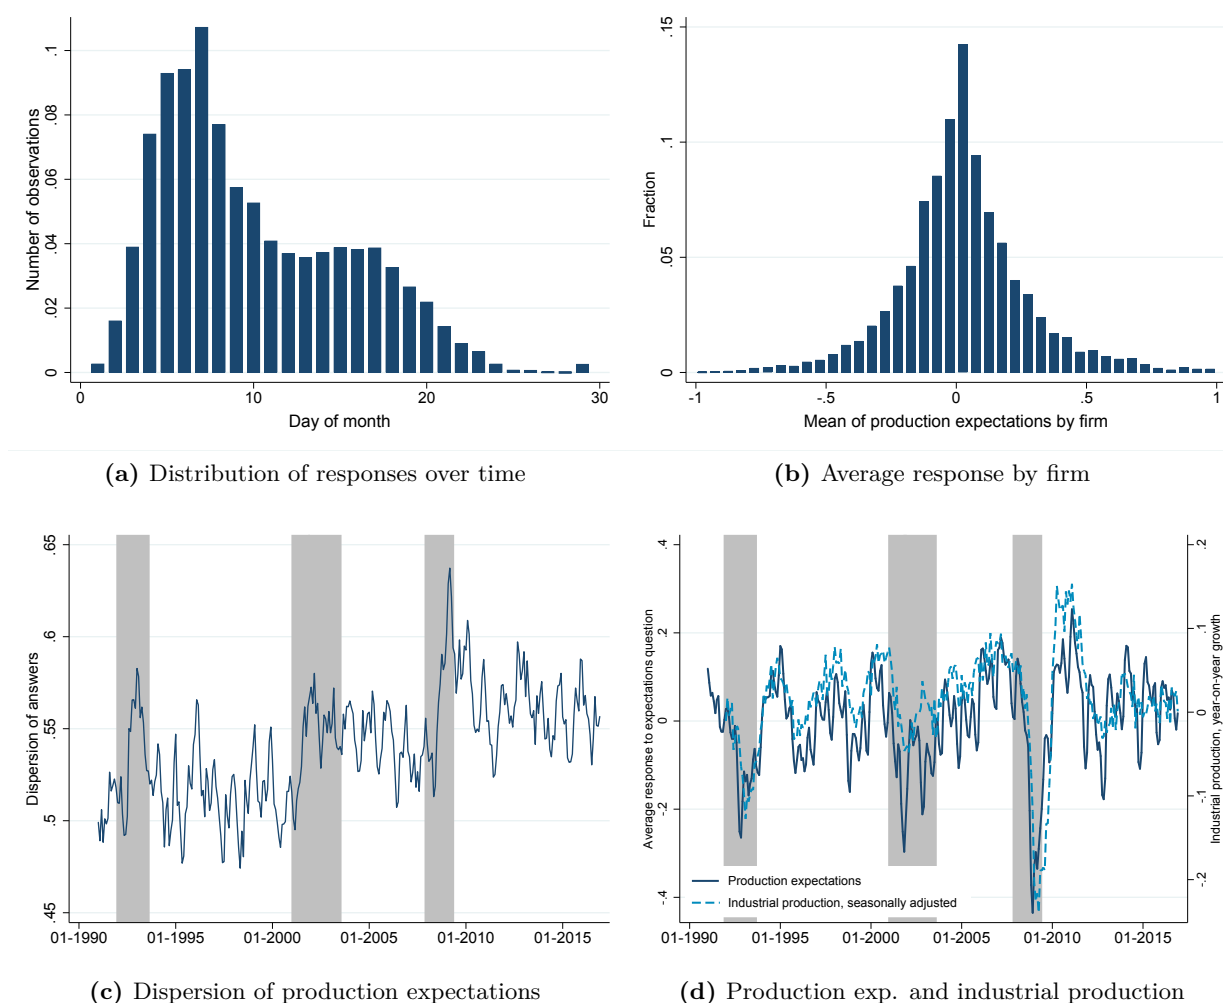 Number of observations
0 .02 .04 .06 .08 .1
0 10 20 30
Day of month
(a) Distribution of responses over time
Fraction
0 .05 .1 .15
-1 -.5 0 .5 1
Mean of production expectations by firm
(b) Average response by firm
Dispersion of answers
.45 .5 .55 .6 .65
01-1990 01-1995 01-2000 01-2005 01-2010 01-2015
(c) Dispersion of production expectations
Average response to expectations question
-.4 -.2 0 .2 .4
Production expectations
Industrial production, seasonally adjusted
-.2 -.1 0 .1 .2
Industrial production, year-on-year growth
01-1990 01-1995 01-2000 01-2005 01-2010 01-2015
(d) Production exp. and industrial production